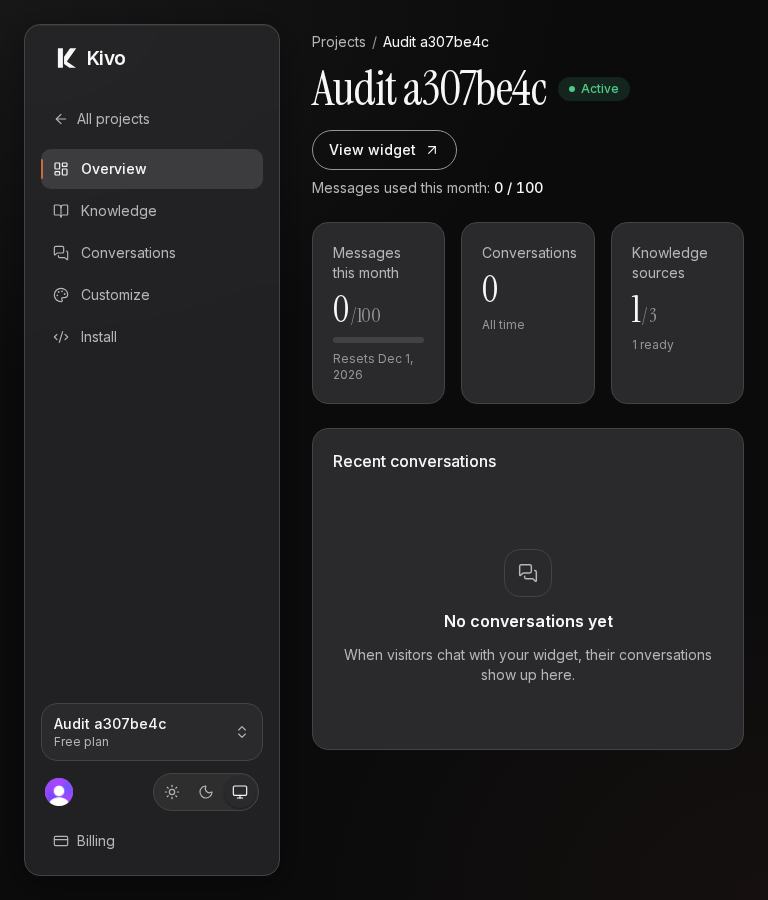 Kivo
All projects
Overview
Knowledge
Conversations
Customize
Install
Audit a307be4c
Free plan
Billing
Projects / Audit a307be4c
Audit a307be4c
Active
View widget
Messages used this month: 0 / 100
Messages
this month
0 /100
Resets Dec 1,
2026
Conversations
0
All time
Knowledge
sources
1 / 3
1 ready
Recent conversations
No conversations yet
When visitors chat with your widget, their conversations
show up here.